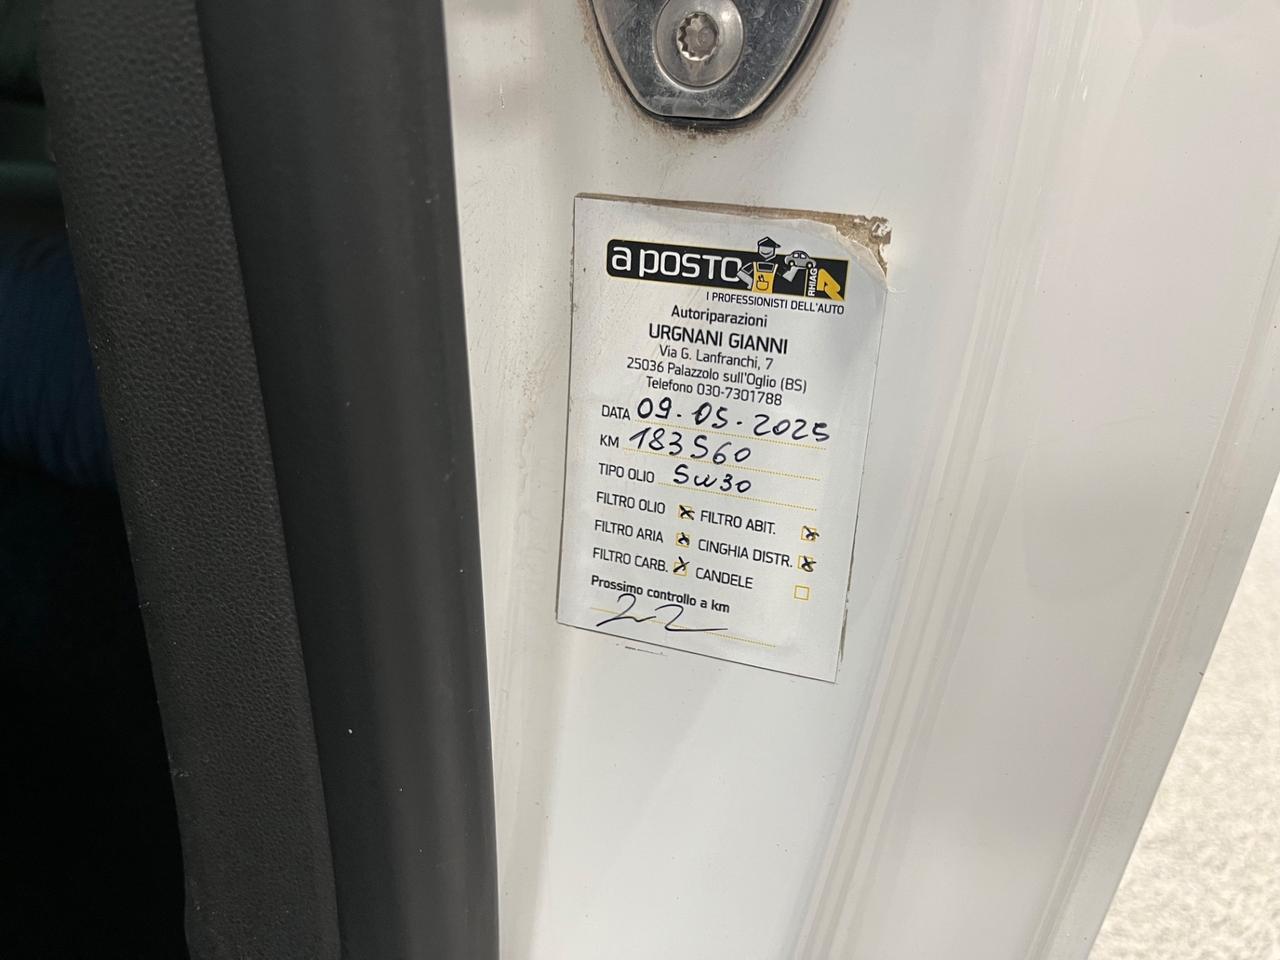 a posto
RHIAG
I PROFESSIONISTI DELL'AUTO
Autoriparazioni
URGNANI GIANNI
Via G. Lanfranchi, 7
25036 Palazzolo sull'Oglio (BS)
Telefono 030-7301788
DATA 09-05-2025
KM 183560
TIPO OLIO 5w30
FILTRO OLIO FILTRO ABIT.
FILTRO ARIA CINGHIA DISTR.
FILTRO CARB. CANDELE
Prossimo controllo a km